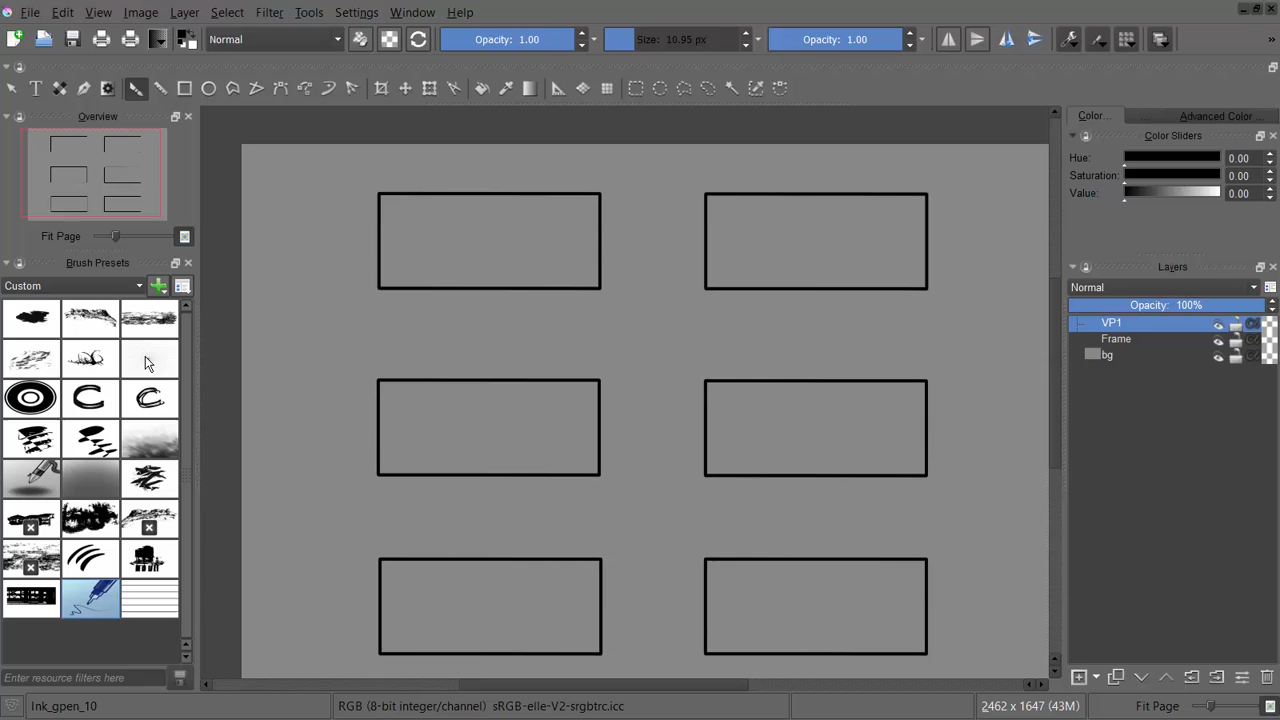 File Edit View Image Layer Select Filter Tools Settings Window Help
Normal Opacity: 1.00 Size: 10.95 px Opacity: 1.00 »
Overview
Color... ... Advanced Color ...
Color Sliders
Hue: 0.00
Saturation: 0.00
Value: 0.00
Fit Page
Brush Presets
Layers
Custom
Normal
Opacity: 100%
VP1
Frame
bg
Enter resource filters here
Ink_gpen_10 RGB (8-bit integer/channel) sRGB-elle-V2-srgbtrc.icc 2462 x 1647 (43M) Fit Page